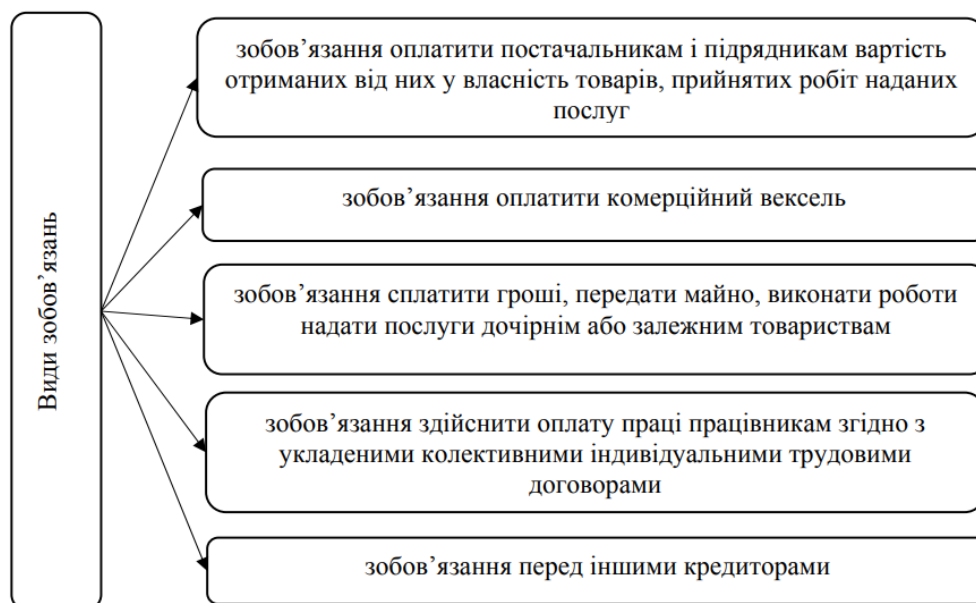 Види зобов’язань
зобов’язання оплатити постачальникам і підрядникам вартість
отриманих від них у власність товарів, прийнятих робіт наданих
послуг
зобов’язання оплатити комерційний вексель
зобов’язання сплатити гроші, передати майно, виконати роботи
надати послуги дочірнім або залежним товариствам
зобов’язання здійснити оплату праці працівникам згідно з
укладеними колективними індивідуальними трудовими
договорами
зобов’язання перед іншими кредиторами